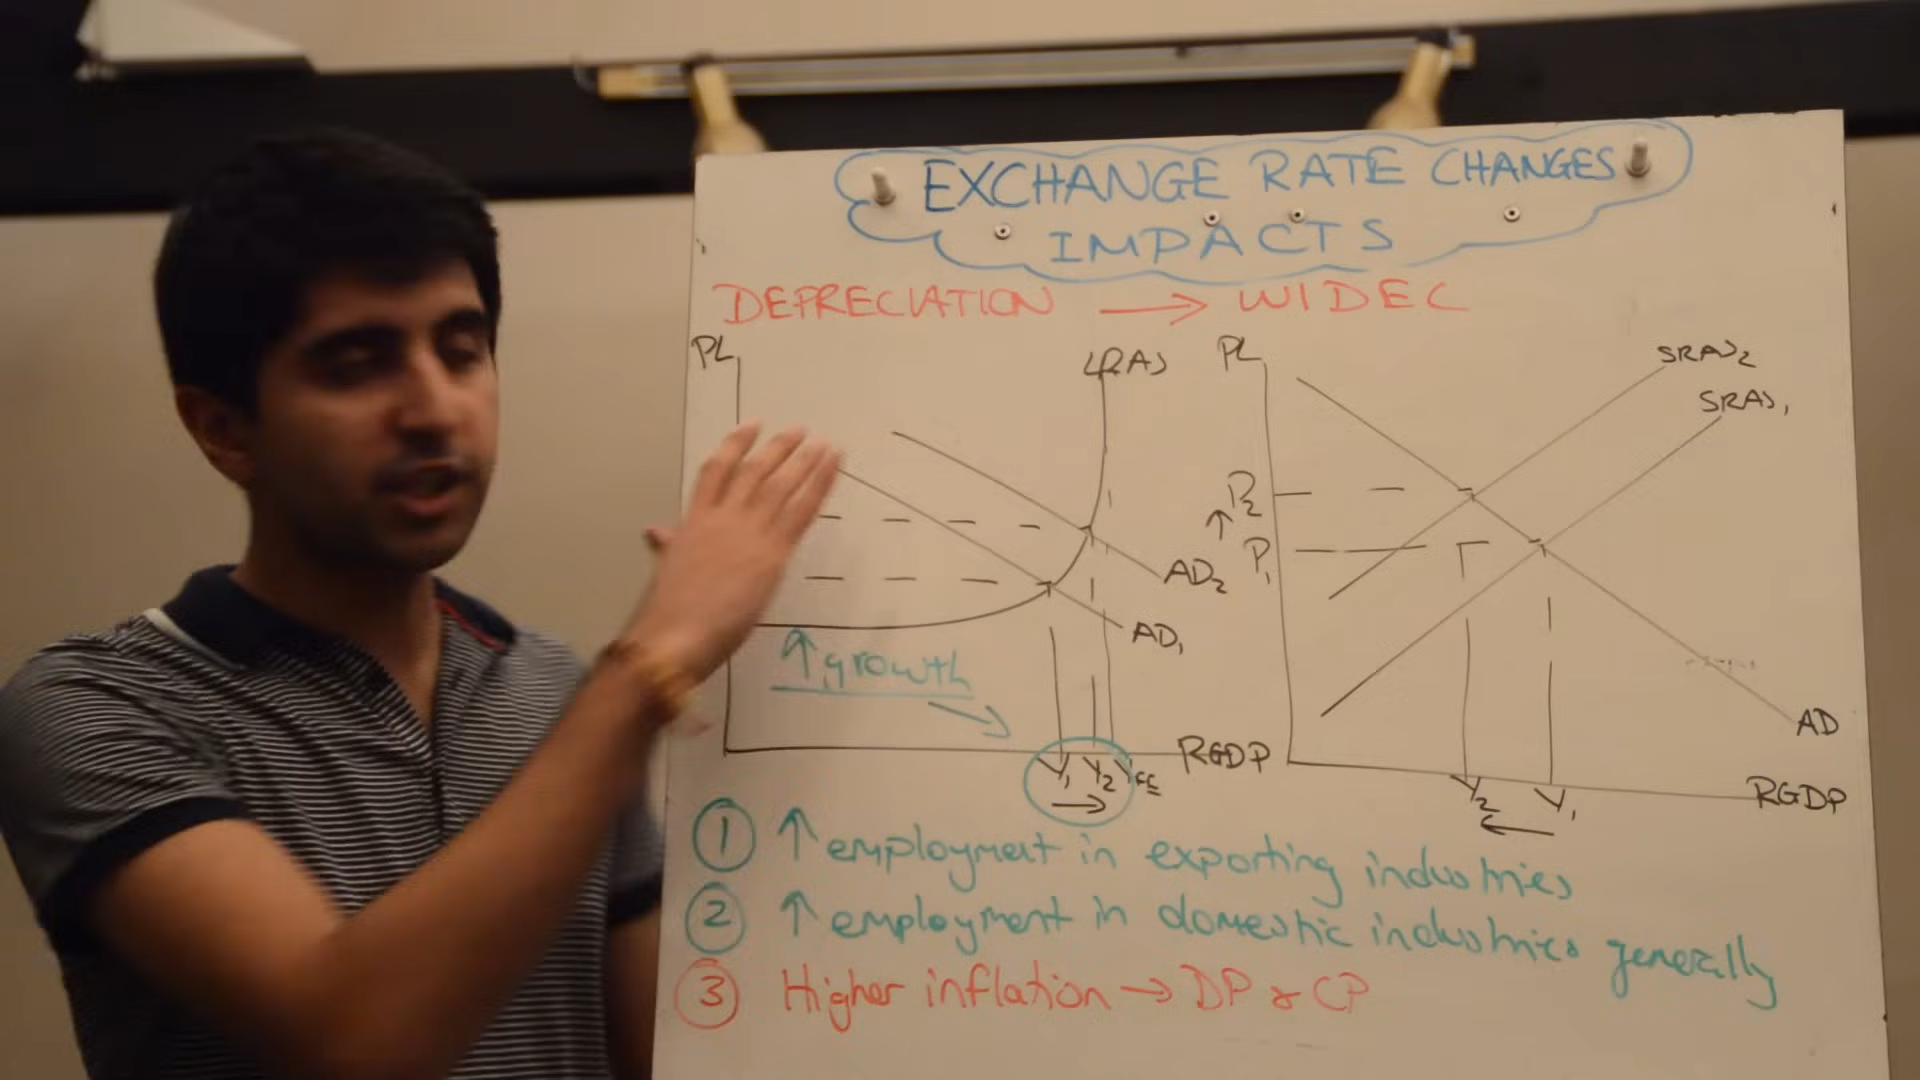 EXCHANGE RATE CHANGES
IMPACTS
DEPRECIATION → WIDEC
PL
LRAS
AD2
AD1
↑ growth
Y1 Y2 YFE
RGDP
PL
SRAS2
SRAS1
P2
P1
AD
Y2 Y1
RGDP
1 ↑ employment in exporting industries
2 ↑ employment in domestic industries generally
3 Higher inflation → DP & CP